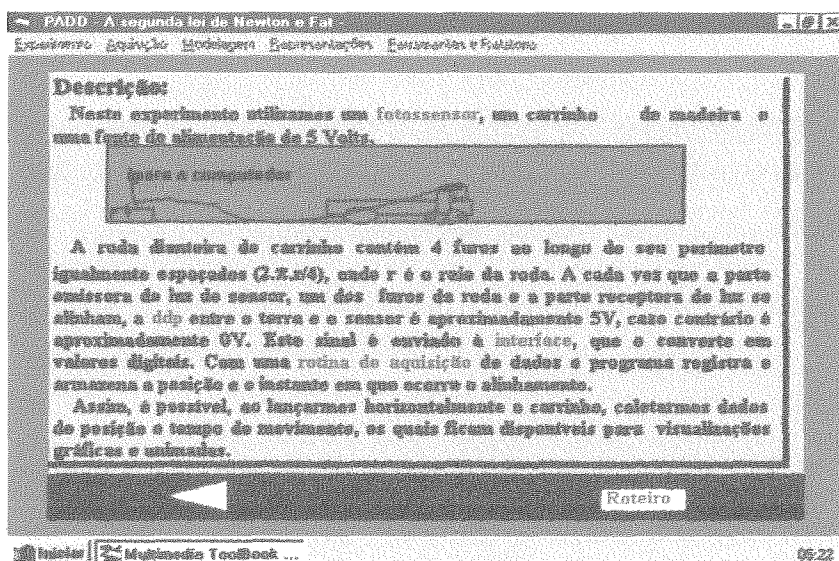 PADD - A segunda lei de Newton e Fat -
Experimento Aquisição Modelagem Representações Ferramentas e Relatório
Descrição:
Neste experimento utilizamos um fotossensor, um carrinho de madeira e
uma fonte de alimentação de 5 Volts.
para o computador
A roda dianteira do carrinho contém 4 furos ao longo de seu perímetro
igualmente espaçados (2.π.r/4), onde r é o raio da roda. A cada vez que a parte
emissora de luz do sensor, um dos furos da roda e a parte receptora de luz se
alinham, a ddp entre o terra e o sensor é aproximadamente 5V, caso contrário é
aproximadamente 0V. Este sinal é enviado à interface, que o converte em
valores digitais. Com uma rotina de aquisição de dados o programa registra e
armazena a posição e o instante em que ocorre o alinhamento.
Assim, é possível, ao lançarmos horizontalmente o carrinho, coletarmos dados
de posição e tempo do movimento, os quais ficam disponíveis para visualizações
gráficas e animadas.
Roteiro
Iniciar Multimedia ToolBook ...
06:22